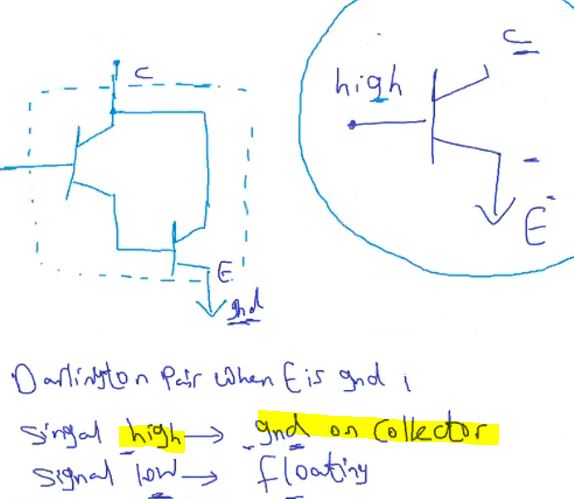 C
high
C
E
E
gnd
Darlington Pair when E is gnd,
Singal high → gnd on collector
Signal low → floating